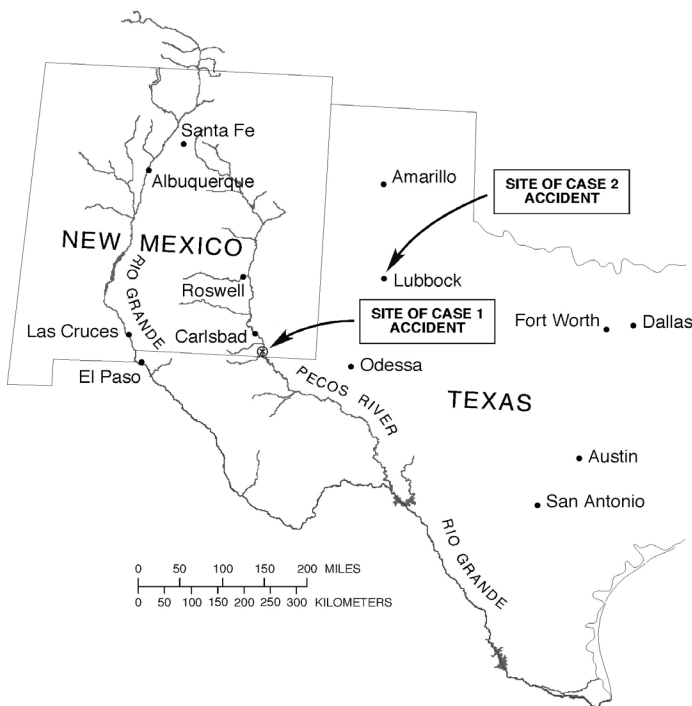 Santa Fe
Albuquerque
Amarillo
SITE OF CASE 2
ACCIDENT
NEW MEXICO
RIO GRANDE
Roswell
Lubbock
SITE OF CASE 1
ACCIDENT
Las Cruces
Carlsbad
Fort Worth
Dallas
El Paso
Odessa
PECOS RIVER
TEXAS
Austin
San Antonio
RIO GRANDE
0 50 100 150 200 MILES
0 50 100 150 200 250 300 KILOMETERS